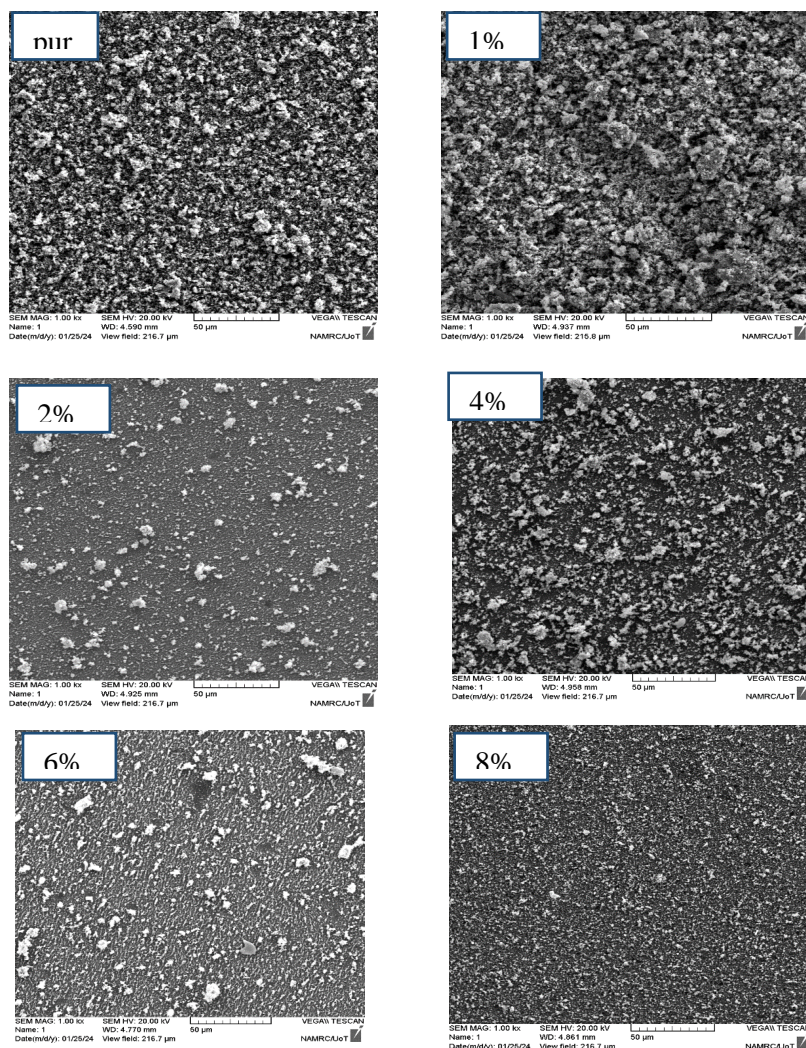 pur
1%
SEM MAG: 1.00 kx SEM HV: 20.00 kV VEGA\\ TESCAN
Name: 1 WD: 4.590 mm 50 µm
Date(m/d/y): 01/25/24 View field: 216.7 µm NAMRC/UoT
SEM MAG: 1.00 kx SEM HV: 20.00 kV VEGA\\ TESCAN
Name: 1 WD: 4.937 mm 50 µm
Date(m/d/y): 01/25/24 View field: 215.8 µm NAMRC/UoT
2%
4%
SEM MAG: 1.00 kx SEM HV: 20.00 kV VEGA\\ TESCAN
Name: 1 WD: 4.925 mm 50 µm
Date(m/d/y): 01/25/24 View field: 216.7 µm NAMRC/UoT
SEM MAG: 1.00 kx SEM HV: 20.00 kV VEGA\\ TESCAN
Name: 1 WD: 4.958 mm 50 µm
Date(m/d/y): 01/25/24 View field: 216.7 µm NAMRC/UoT
6%
8%
SEM MAG: 1.00 kx SEM HV: 20.00 kV VEGA\\ TESCAN
Name: 1 WD: 4.770 mm 50 µm
Date(m/d/y): 01/25/24 View field: 216.7 µm NAMRC/UoT
SEM MAG: 1.00 kx SEM HV: 20.00 kV VEGA\\ TESCAN
Name: 1 WD: 4.861 mm 50 µm
Date(m/d/y): 01/25/24 View field: 216.7 µm NAMRC/UoT